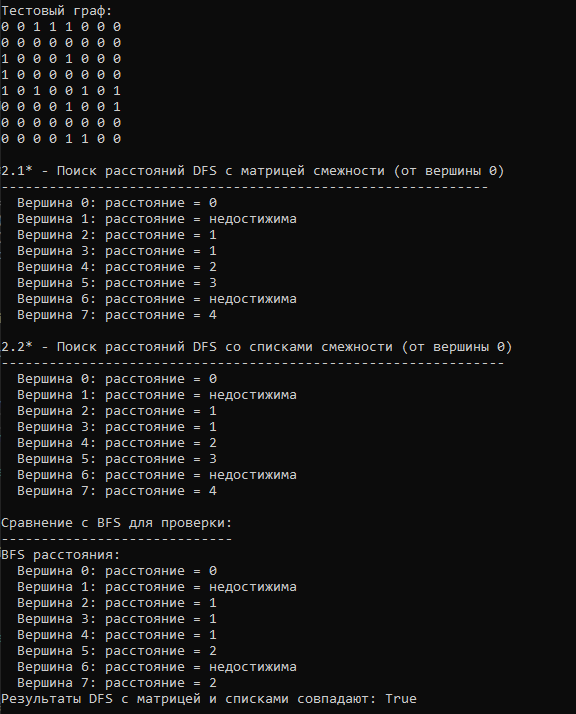 Тестовый граф:
0 0 1 1 1 0 0 0
0 0 0 0 0 0 0 0
1 0 0 0 1 0 0 0
1 0 0 0 0 0 0 0
1 0 1 0 0 1 0 1
0 0 0 0 1 0 0 1
0 0 0 0 0 0 0 0
0 0 0 0 1 1 0 0
2.1* - Поиск расстояний DFS с матрицей смежности (от вершины 0)
-------------------------------------------------------------
Вершина 0: расстояние = 0
Вершина 1: расстояние = недостижима
Вершина 2: расстояние = 1
Вершина 3: расстояние = 1
Вершина 4: расстояние = 2
Вершина 5: расстояние = 3
Вершина 6: расстояние = недостижима
Вершина 7: расстояние = 4
2.2* - Поиск расстояний DFS со списками смежности (от вершины 0)
---------------------------------------------------------------
Вершина 0: расстояние = 0
Вершина 1: расстояние = недостижима
Вершина 2: расстояние = 1
Вершина 3: расстояние = 1
Вершина 4: расстояние = 2
Вершина 5: расстояние = 3
Вершина 6: расстояние = недостижима
Вершина 7: расстояние = 4
Сравнение с BFS для проверки:
-----------------------------
BFS расстояния:
Вершина 0: расстояние = 0
Вершина 1: расстояние = недостижима
Вершина 2: расстояние = 1
Вершина 3: расстояние = 1
Вершина 4: расстояние = 1
Вершина 5: расстояние = 2
Вершина 6: расстояние = недостижима
Вершина 7: расстояние = 2
Результаты DFS с матрицей и списками совпадают: True